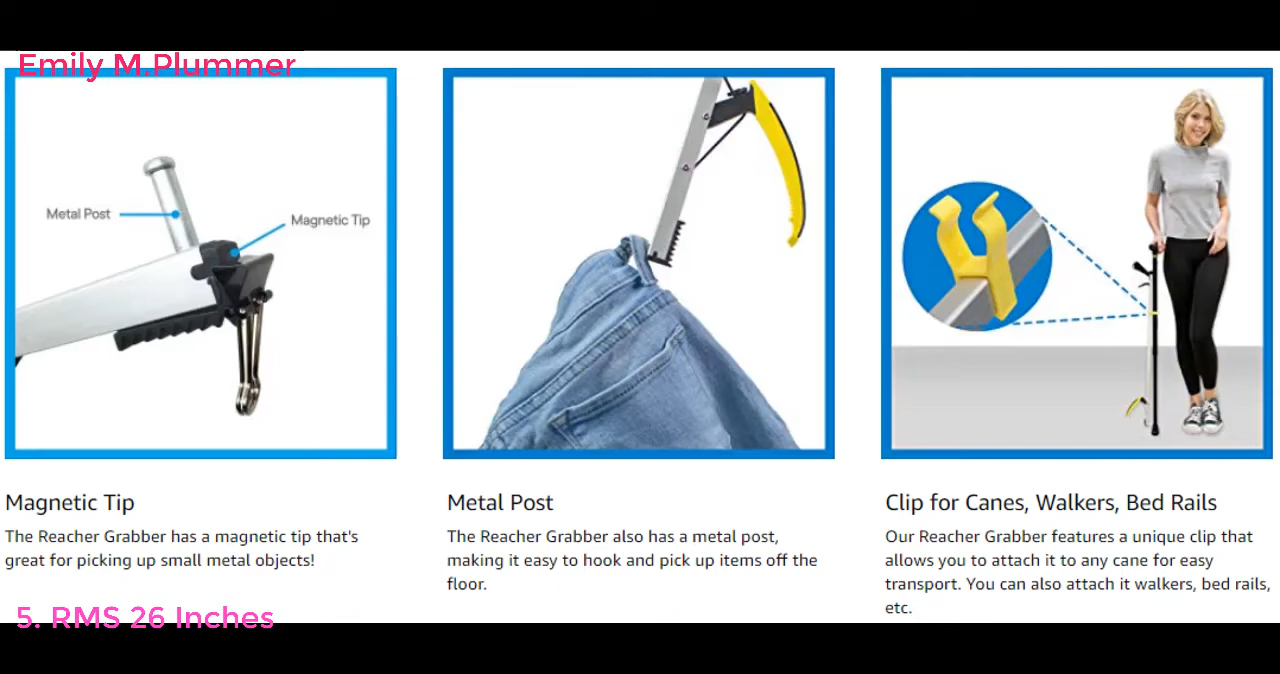 Emily M.Plummer
Metal Post
Magnetic Tip
Magnetic Tip
The Reacher Grabber has a magnetic tip that's
great for picking up small metal objects!
Metal Post
The Reacher Grabber also has a metal post,
making it easy to hook and pick up items off the
floor.
Clip for Canes, Walkers, Bed Rails
Our Reacher Grabber features a unique clip that
allows you to attach it to any cane for easy
transport. You can also attach it walkers, bed rails,
etc.
5. RMS 26 Inches